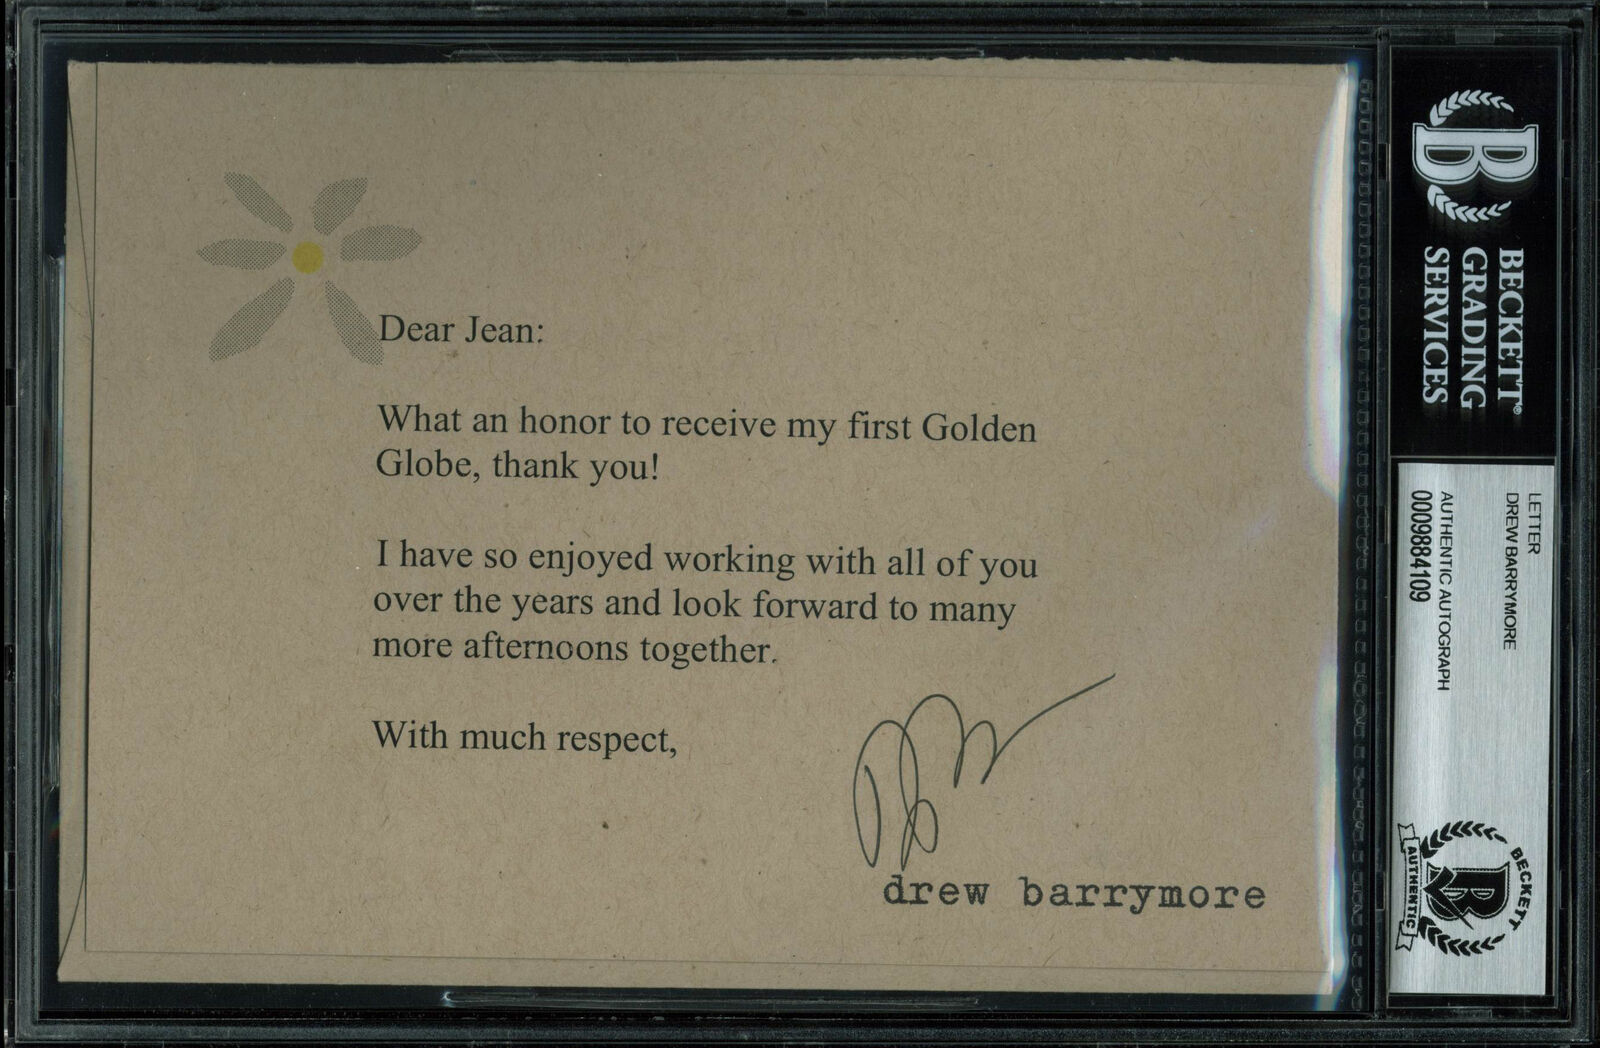 Dear Jean:
What an honor to receive my first Golden
Globe, thank you!
I have so enjoyed working with all of you
over the years and look forward to many
more afternoons together.
With much respect,
drew barrymore
B
BECKETT®
GRADING
SERVICES
LETTER
DREW BARRYMORE
AUTHENTIC AUTOGRAPH
0009884109
BECKETT
B
AUTHENTIC